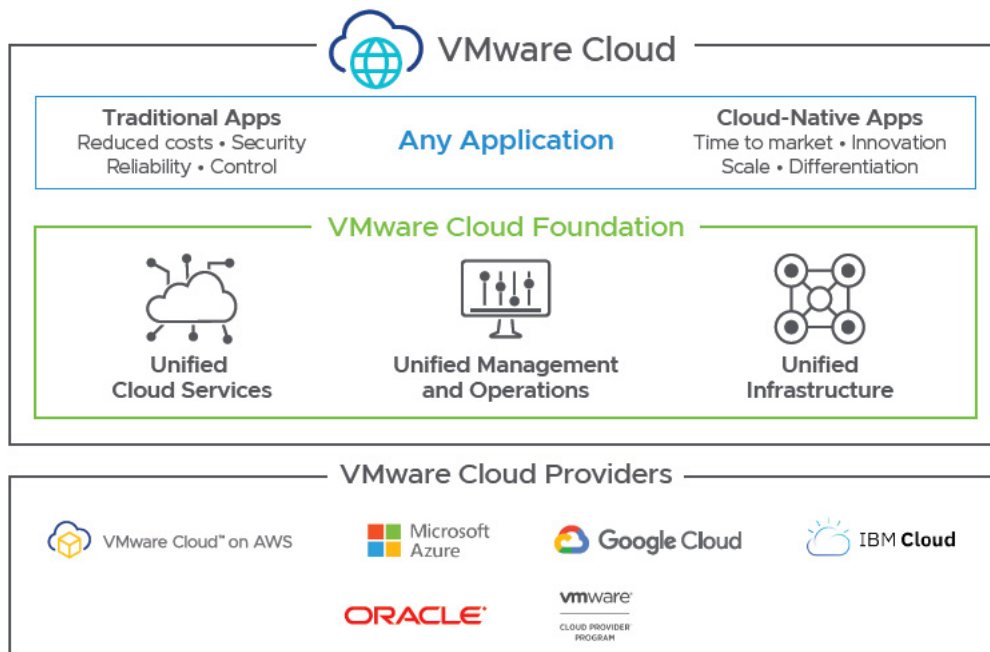 VMware Cloud
Traditional Apps
Reduced costs • Security
Reliability • Control
Any Application
Cloud-Native Apps
Time to market • Innovation
Scale • Differentiation
VMware Cloud Foundation
Unified
Cloud Services
Unified Management
and Operations
Unified
Infrastructure
VMware Cloud Providers
VMware Cloud™ on AWS
Microsoft
Azure
Google Cloud
IBM Cloud
ORACLE®
vmware®
CLOUD PROVIDER™
PROGRAM